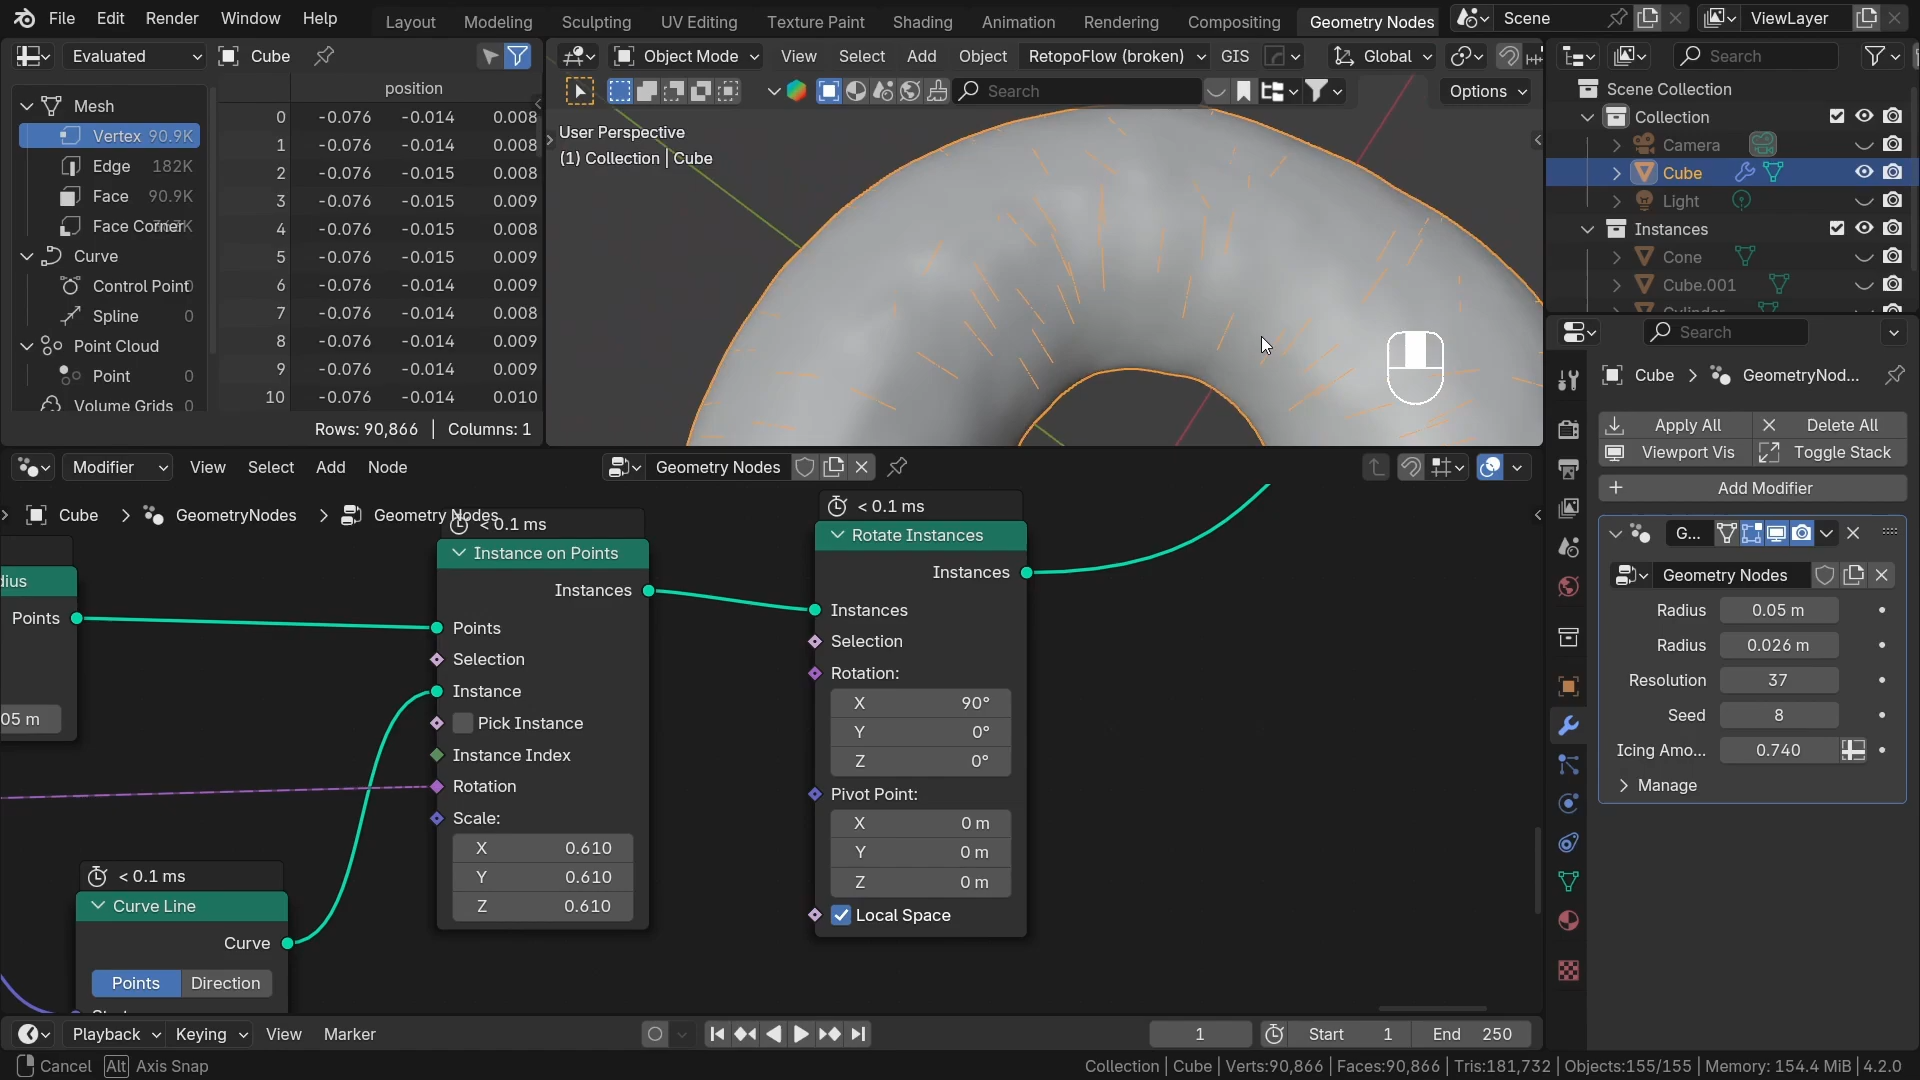 File Edit Render Window Help Layout Modeling Sculpting UV Editing Texture Paint Shading Animation Rendering Compositing Geometry Nodes Scene ViewLayer
Evaluated Cube
Object Mode View Select Add Object RetopoFlow (broken) GIS Global
Search
Search Options
User Perspective
(1) Collection | Cube
Mesh
Vertex 90.9K
Edge 182K
Face 90.9K
Face Corner
Curve
Control Point
Spline 0
Point Cloud
Point 0
Volume Grids 0
position
0 -0.076 -0.014 0.008
1 -0.076 -0.014 0.008
2 -0.076 -0.015 0.008
3 -0.076 -0.015 0.009
4 -0.076 -0.015 0.008
5 -0.076 -0.015 0.009
6 -0.076 -0.014 0.009
7 -0.076 -0.014 0.008
8 -0.076 -0.014 0.009
9 -0.076 -0.014 0.009
10 -0.076 -0.014 0.010
Rows: 90,866 | Columns: 1
Scene Collection
Collection
Camera
Cube
Light
Instances
Cone
Cube.001
Search
Cube GeometryNod...
Apply All Delete All
Viewport Vis Toggle Stack
Add Modifier
G...
Geometry Nodes
Radius 0.05 m
Radius 0.026 m
Resolution 37
Seed 8
Icing Amo... 0.740
Manage
Modifier View Select Add Node Geometry Nodes
Cube GeometryNodes Geometry Nodes
dius
Points
05 m
< 0.1 ms
Instance on Points
Instances
Points
Selection
Instance
Pick Instance
Instance Index
Rotation
Scale:
X 0.610
Y 0.610
Z 0.610
< 0.1 ms
Curve Line
Curve
Points Direction
< 0.1 ms
Rotate Instances
Instances
Instances
Selection
Rotation:
X 90°
Y 0°
Z 0°
Pivot Point:
X 0 m
Y 0 m
Z 0 m
Local Space
Playback Keying View Marker 1 Start 1 End 250
Cancel Alt Axis Snap
Collection | Cube | Verts:90,866 | Faces:90,866 | Tris:181,732 | Objects:155/155 | Memory: 154.4 MiB | 4.2.0